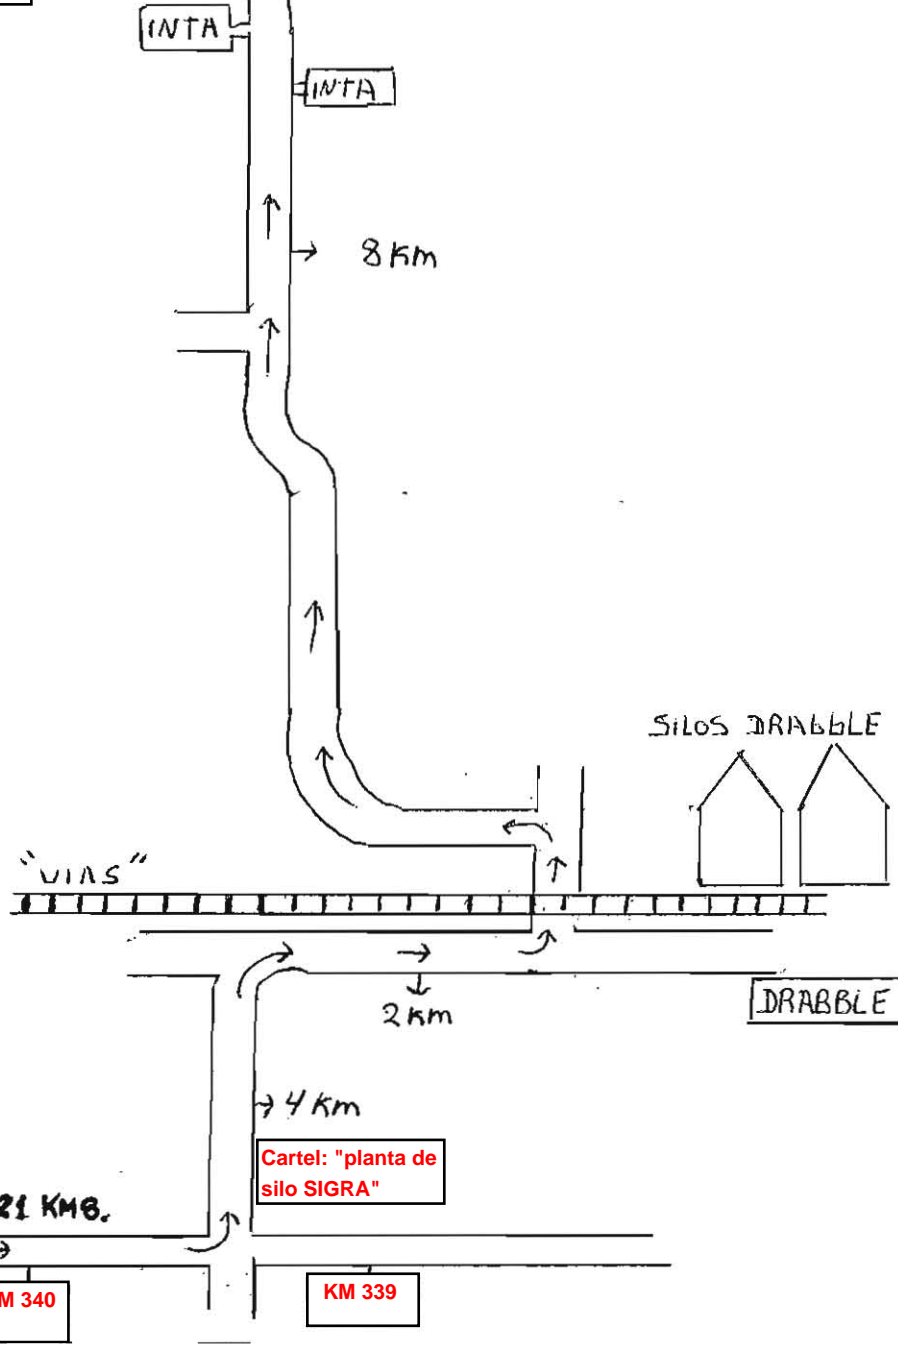 INTA
INTA
8 Km
SILOS DRABBLE
"VIAS"
2 Km
DRABBLE
4 Km
Cartel: "planta de
silo SIGRA"
21 KMS.
M 340
KM 339